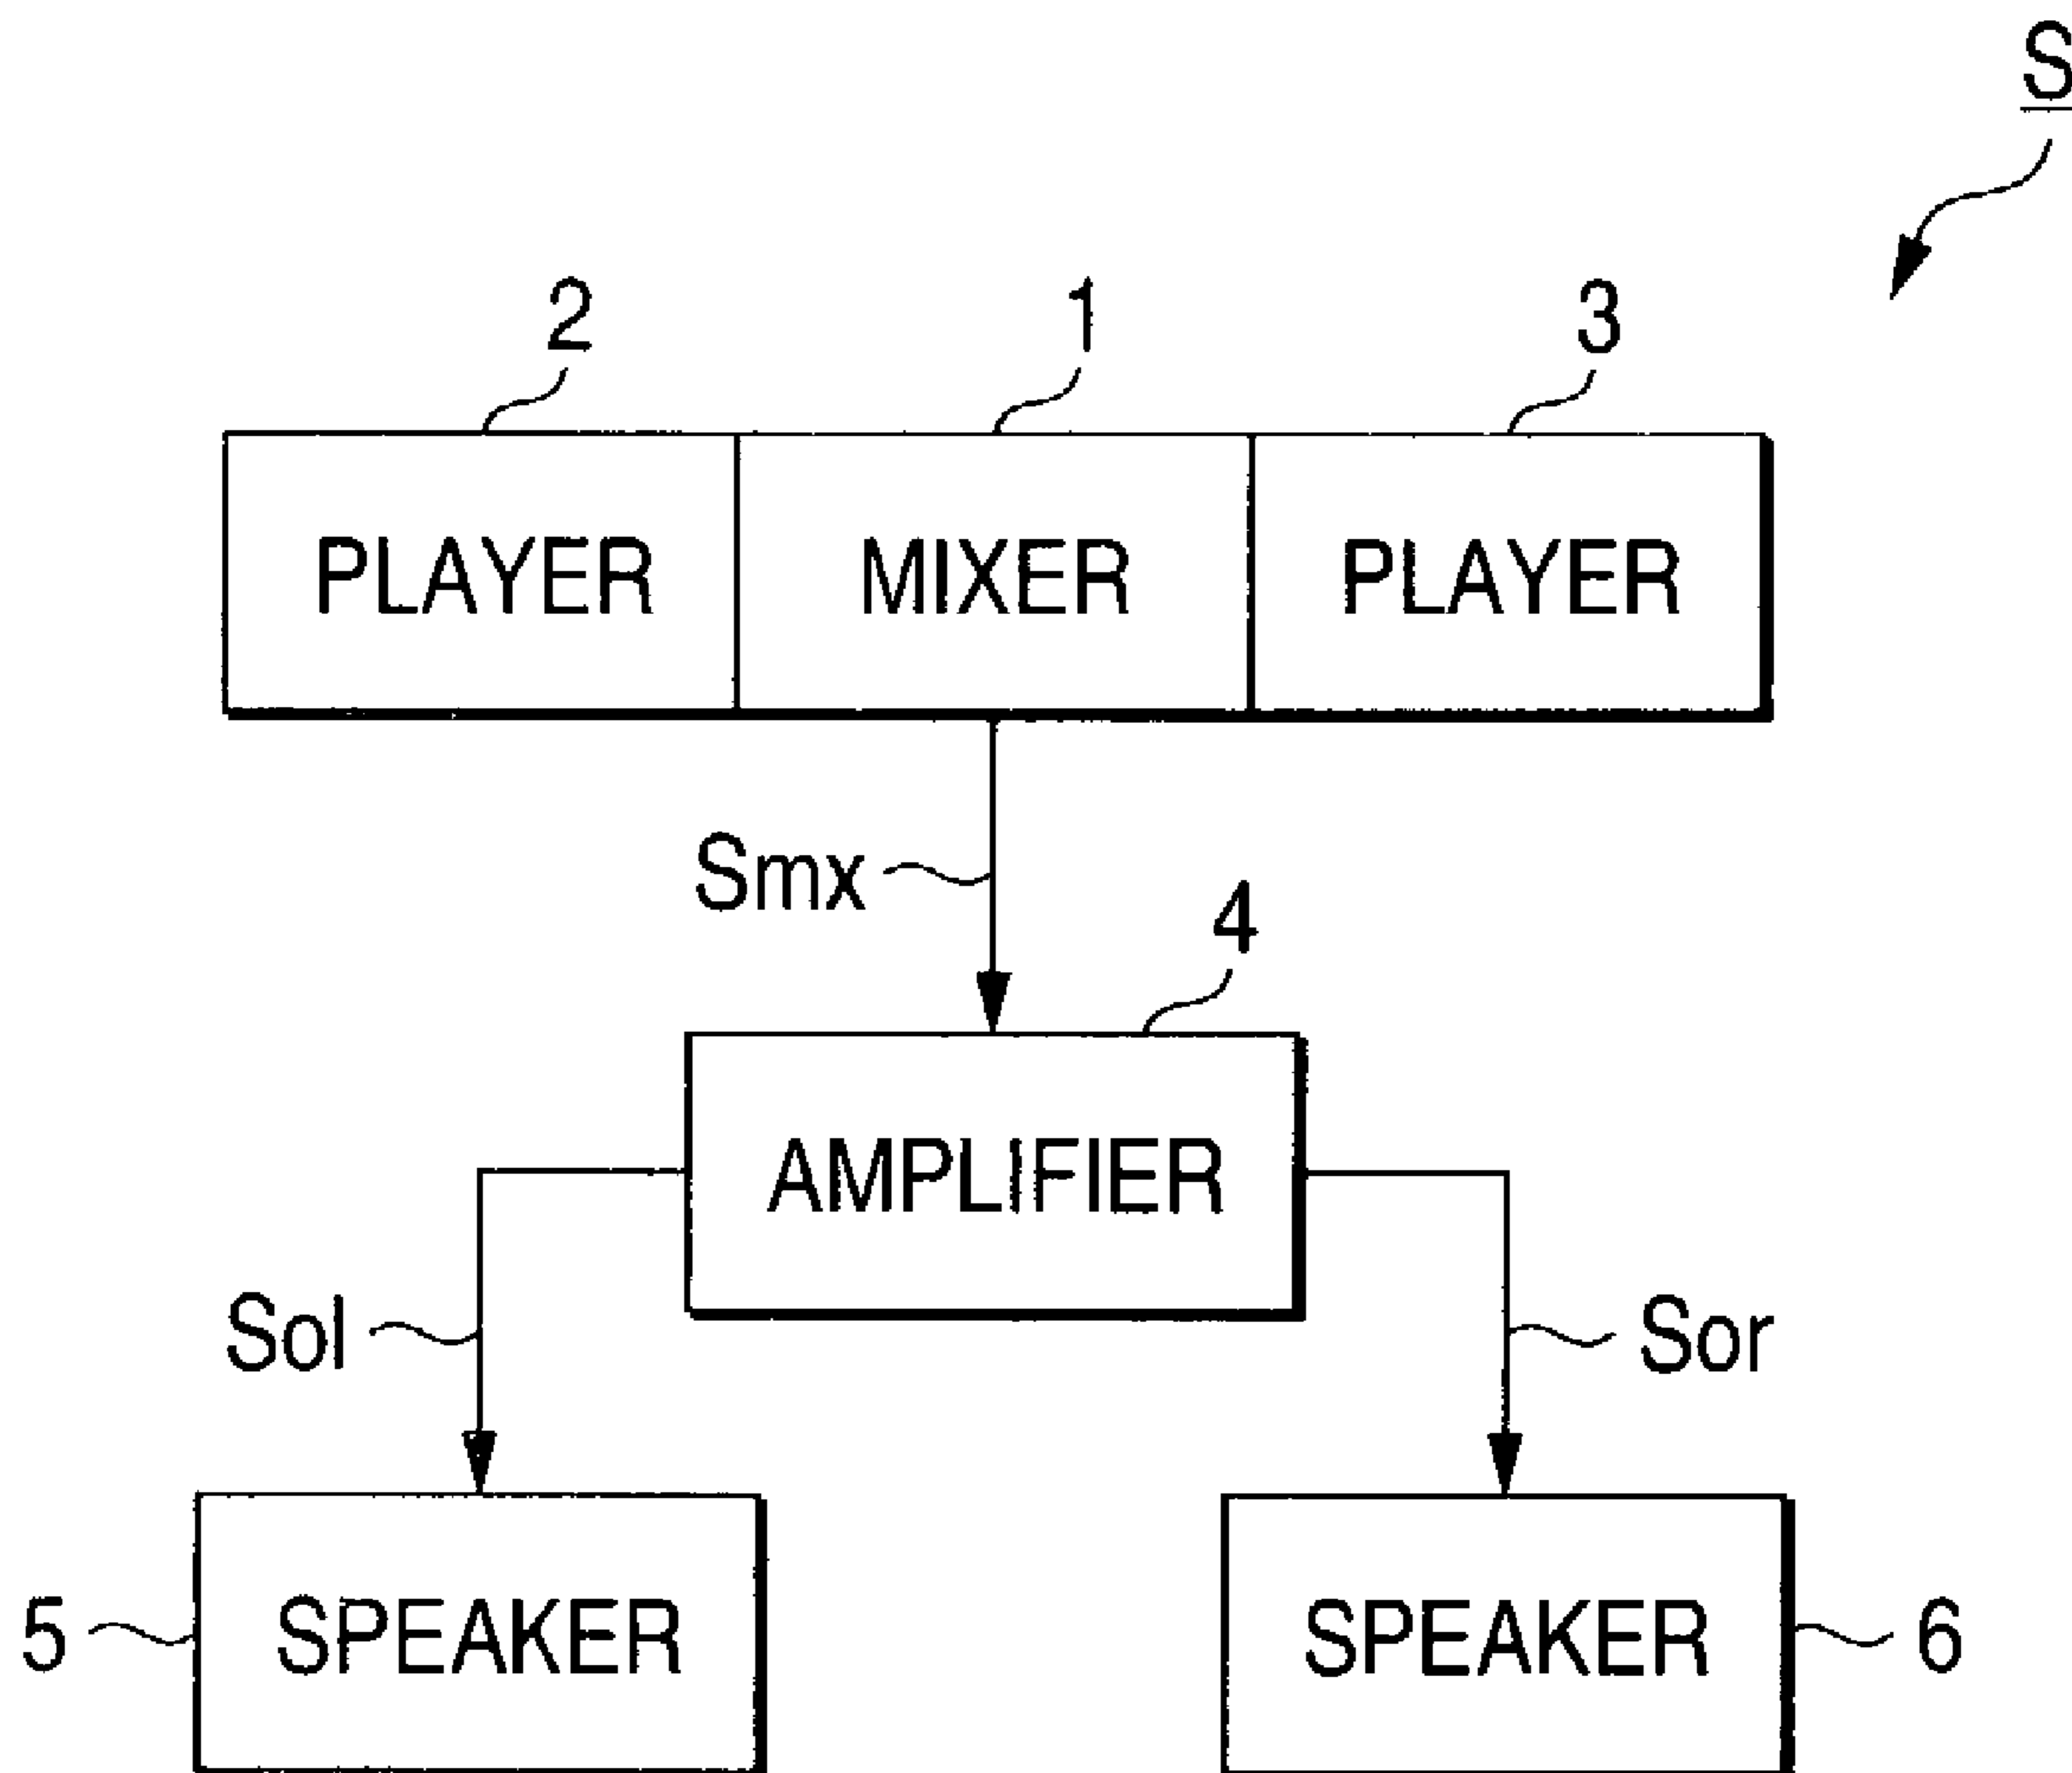 S
2 1 3
PLAYER MIXER PLAYER
Smx
4
AMPLIFIER
Sol Sor
5 SPEAKER SPEAKER 6